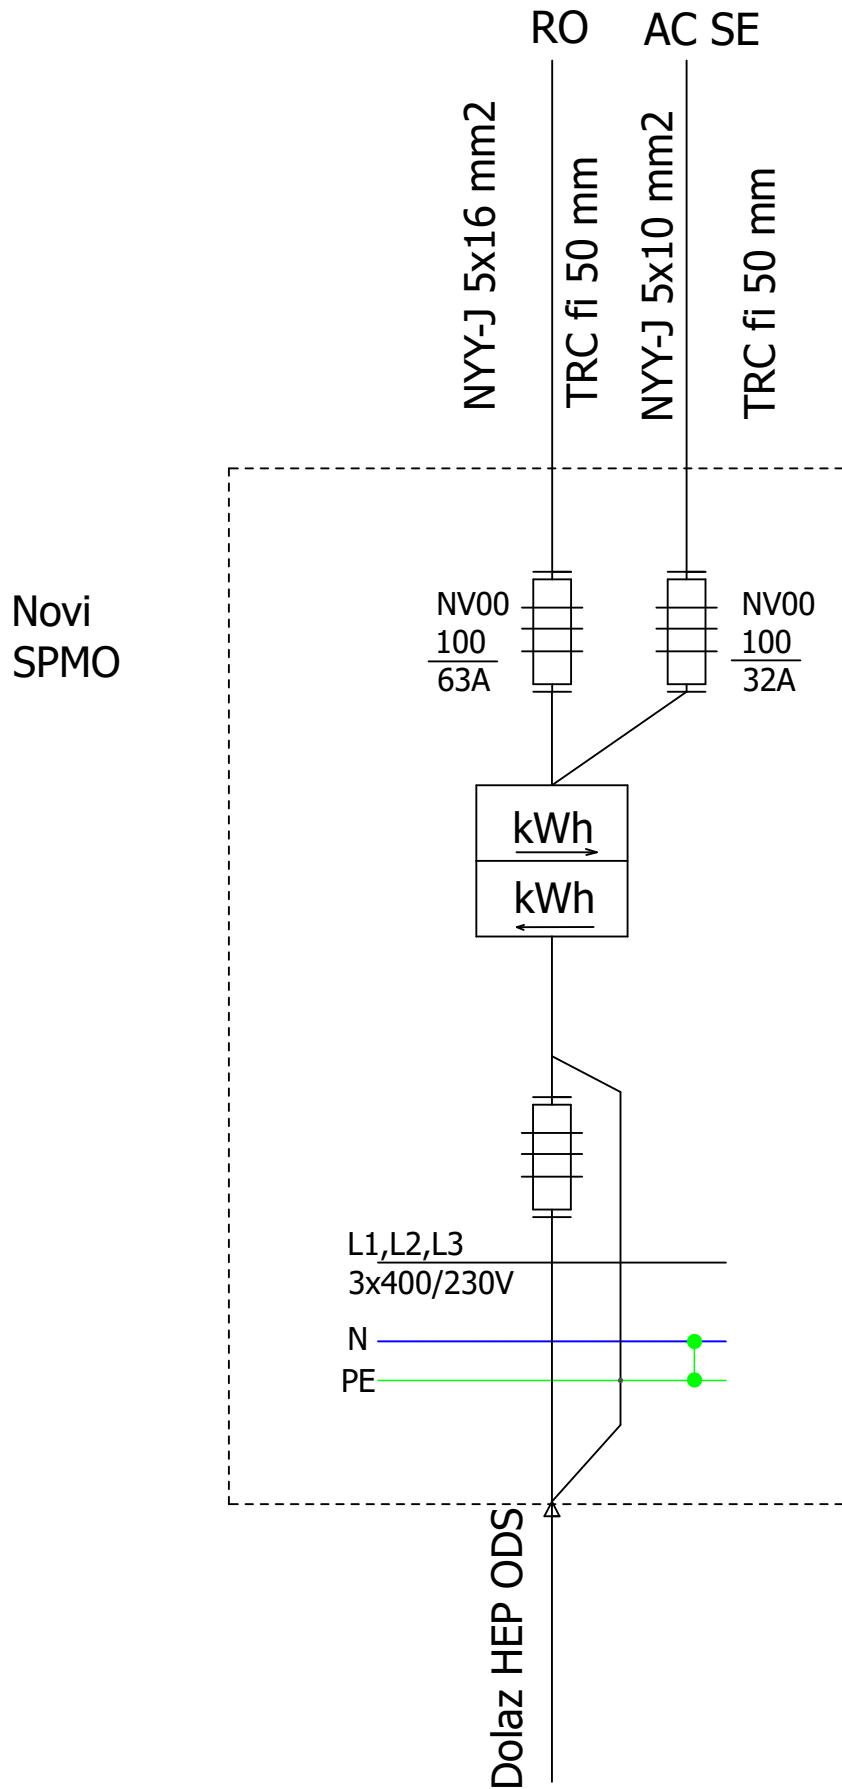 RO
AC SE
NYY-J 5x16 mm2
TRC fi 50 mm
NYY-J 5x10 mm2
TRC fi 50 mm
Novi
SPMO
NV00
100
63A
NV00
100
32A
kWh
kWh
L1,L2,L3
3x400/230V
N
PE
Dolaz HEP ODS